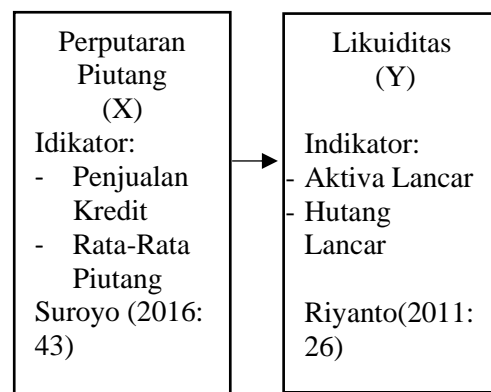 Perputaran
Piutang
(X)
Idikator:
- Penjualan
Kredit
- Rata-Rata
Piutang
Suroyo (2016:
43)
Likuiditas
(Y)
Indikator:
- Aktiva Lancar
- Hutang
Lancar
Riyanto(2011:
26)